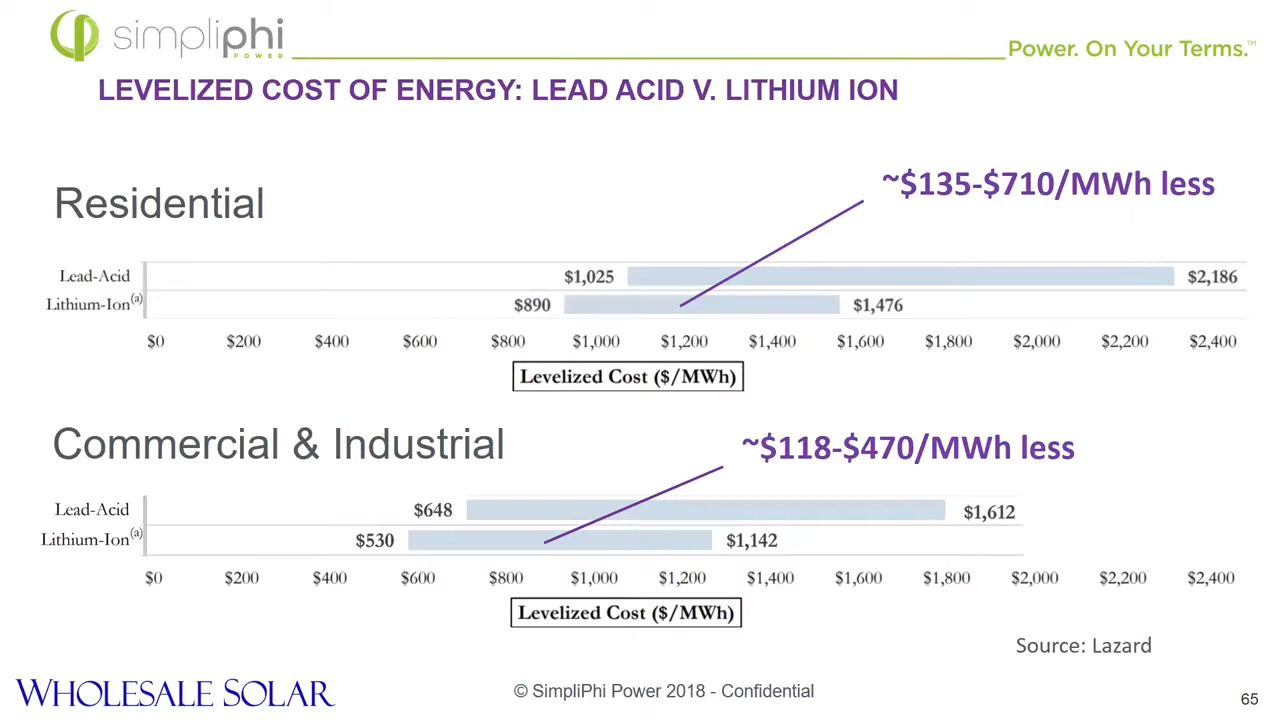 simpliphi
POWER
Power. On Your Terms.™
LEVELIZED COST OF ENERGY: LEAD ACID V. LITHIUM ION
~$135-$710/MWh less
Residential
Lead-Acid $1,025 $2,186
Lithium-Ion(a) $890 $1,476
$0 $200 $400 $600 $800 $1,000 $1,200 $1,400 $1,600 $1,800 $2,000 $2,200 $2,400
Levelized Cost ($/MWh)
Commercial & Industrial
~$118-$470/MWh less
Lead-Acid $648 $1,612
Lithium-Ion(a) $530 $1,142
$0 $200 $400 $600 $800 $1,000 $1,200 $1,400 $1,600 $1,800 $2,000 $2,200 $2,400
Levelized Cost ($/MWh)
Source: Lazard
WHOLESALE SOLAR
© SimpliPhi Power 2018 - Confidential
65